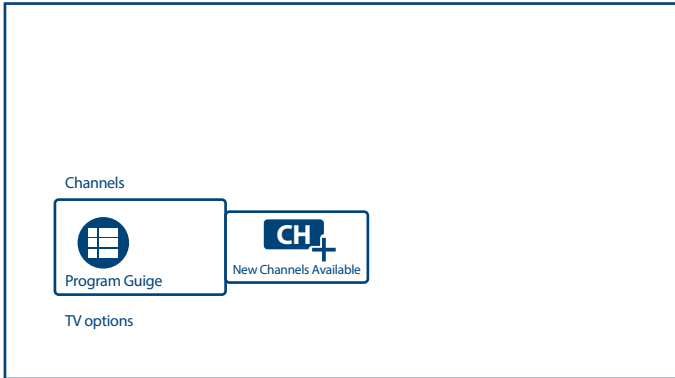 Channels
CH
Program Guige
New Channels Available
TV options